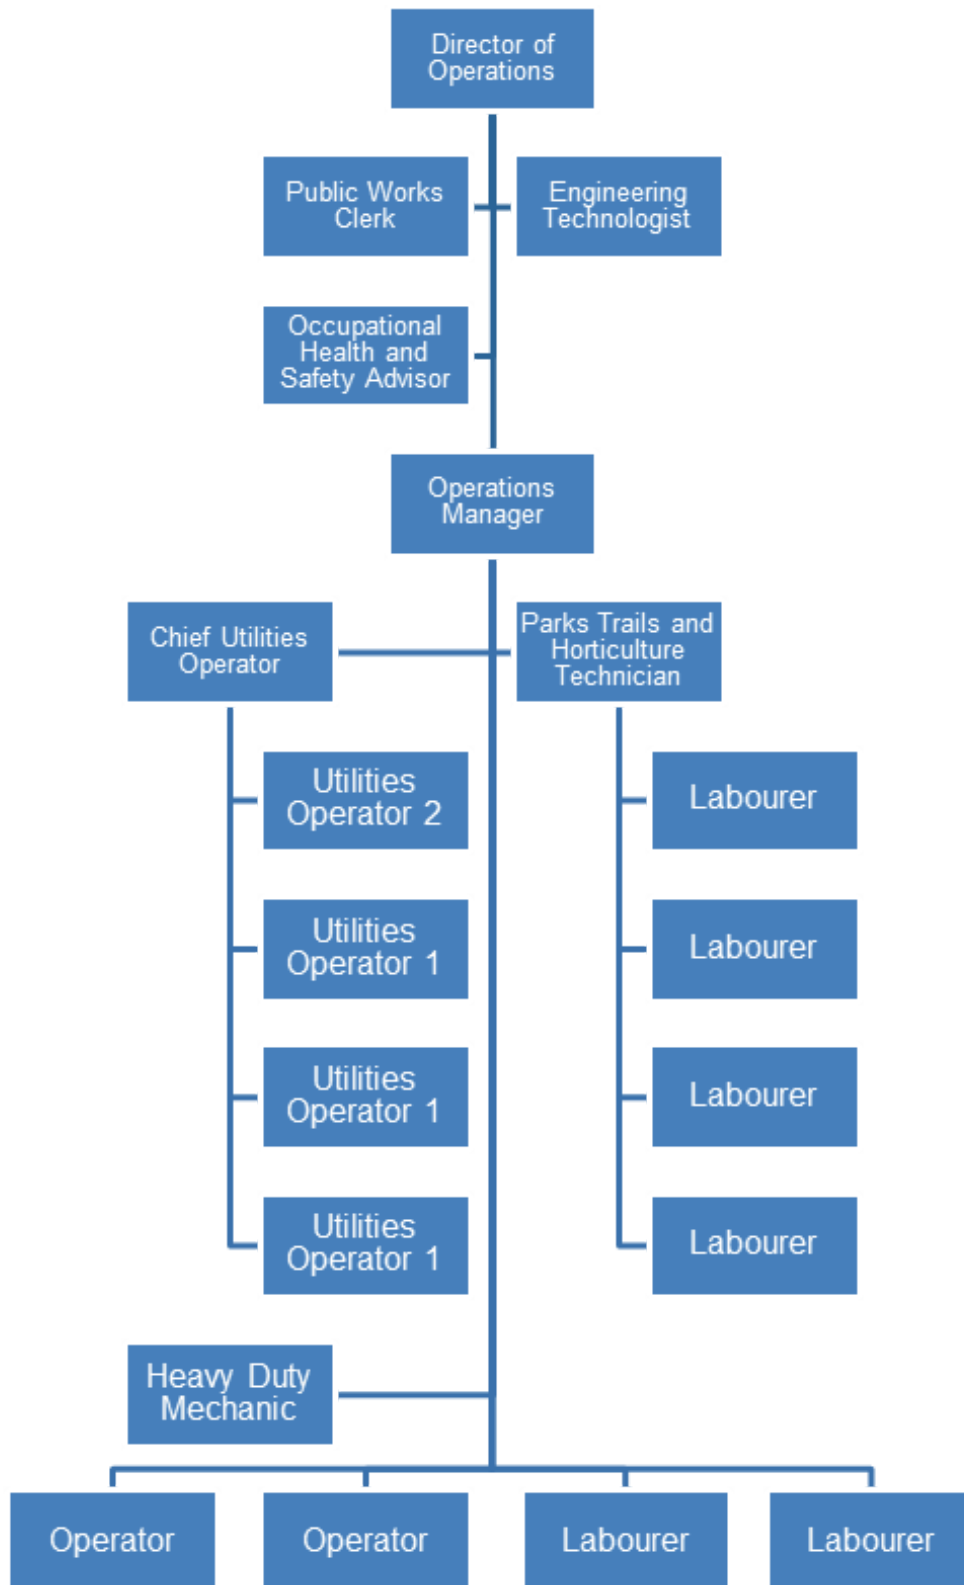 Director of
Operations
Public Works
Clerk
Engineering
Technologist
Occupational
Health and
Safety Advisor
Operations
Manager
Chief Utilities
Operator
Parks Trails and
Horticulture
Technician
Utilities
Operator 2
Labourer
Utilities
Operator 1
Labourer
Utilities
Operator 1
Labourer
Utilities
Operator 1
Labourer
Heavy Duty
Mechanic
Operator
Operator
Labourer
Labourer